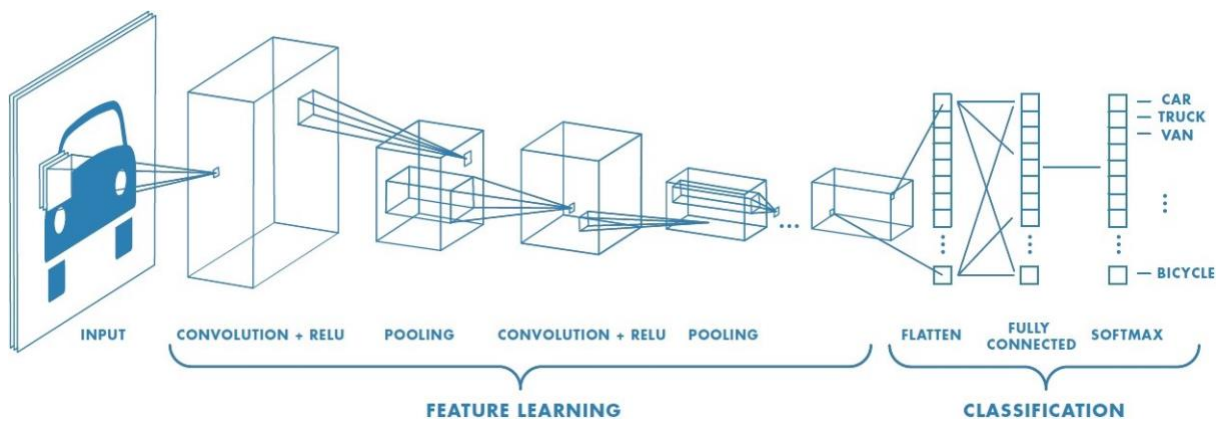 CAR
TRUCK
VAN
BICYCLE
INPUT
CONVOLUTION + RELU
POOLING
CONVOLUTION + RELU
POOLING
FLATTEN
FULLY
CONNECTED
SOFTMAX
FEATURE LEARNING
CLASSIFICATION